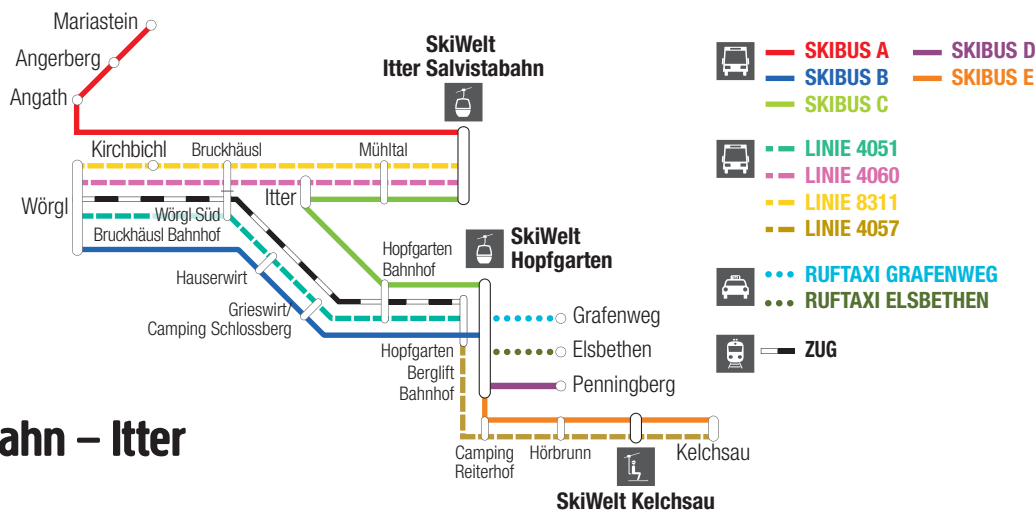 Mariastein
Angerberg
Angath
SkiWelt
Itter Salvistabahn
Kirchbichl
Bruckhäusl
Mühltal
Wörgl
Wörgl Süd
Itter
Bruckhäusl Bahnhof
Hauserwirt
Grieswirt/
Camping Schlossberg
Hopfgarten
Bahnhof
SkiWelt
Hopfgarten
Grafenweg
Elsbethen
Penningberg
Hopfgarten
Berglift
Bahnhof
Camping
Reiterhof
Hörbrunn
Kelchsau
SkiWelt Kelchsau
ahn – Itter
SKIBUS A
SKIBUS B
SKIBUS C
SKIBUS D
SKIBUS E
LINIE 4051
LINIE 4060
LINIE 8311
LINIE 4057
RUFTAXI GRAFENWEG
RUFTAXI ELSBETHEN
ZUG